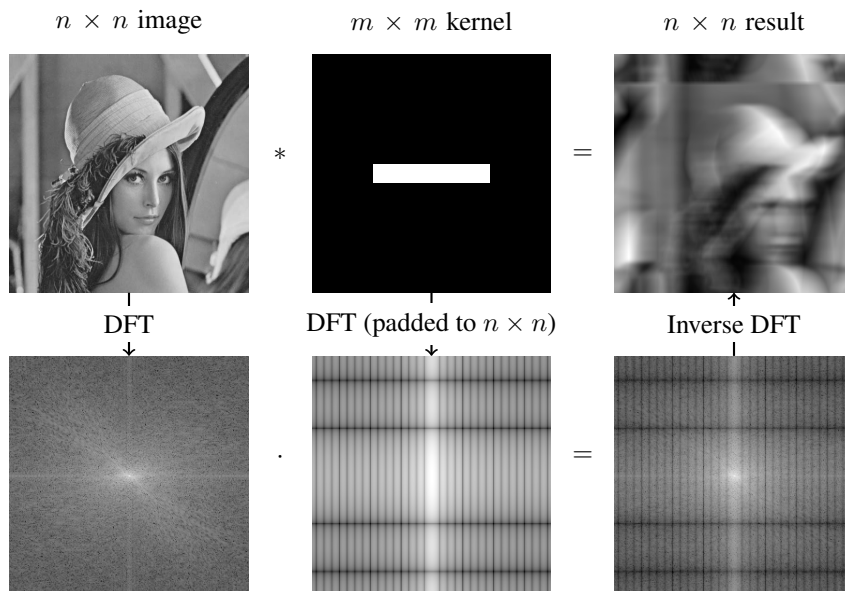 n × n image
m × m kernel
n × n result
*
=
DFT
DFT (padded to n × n)
Inverse DFT
·
=